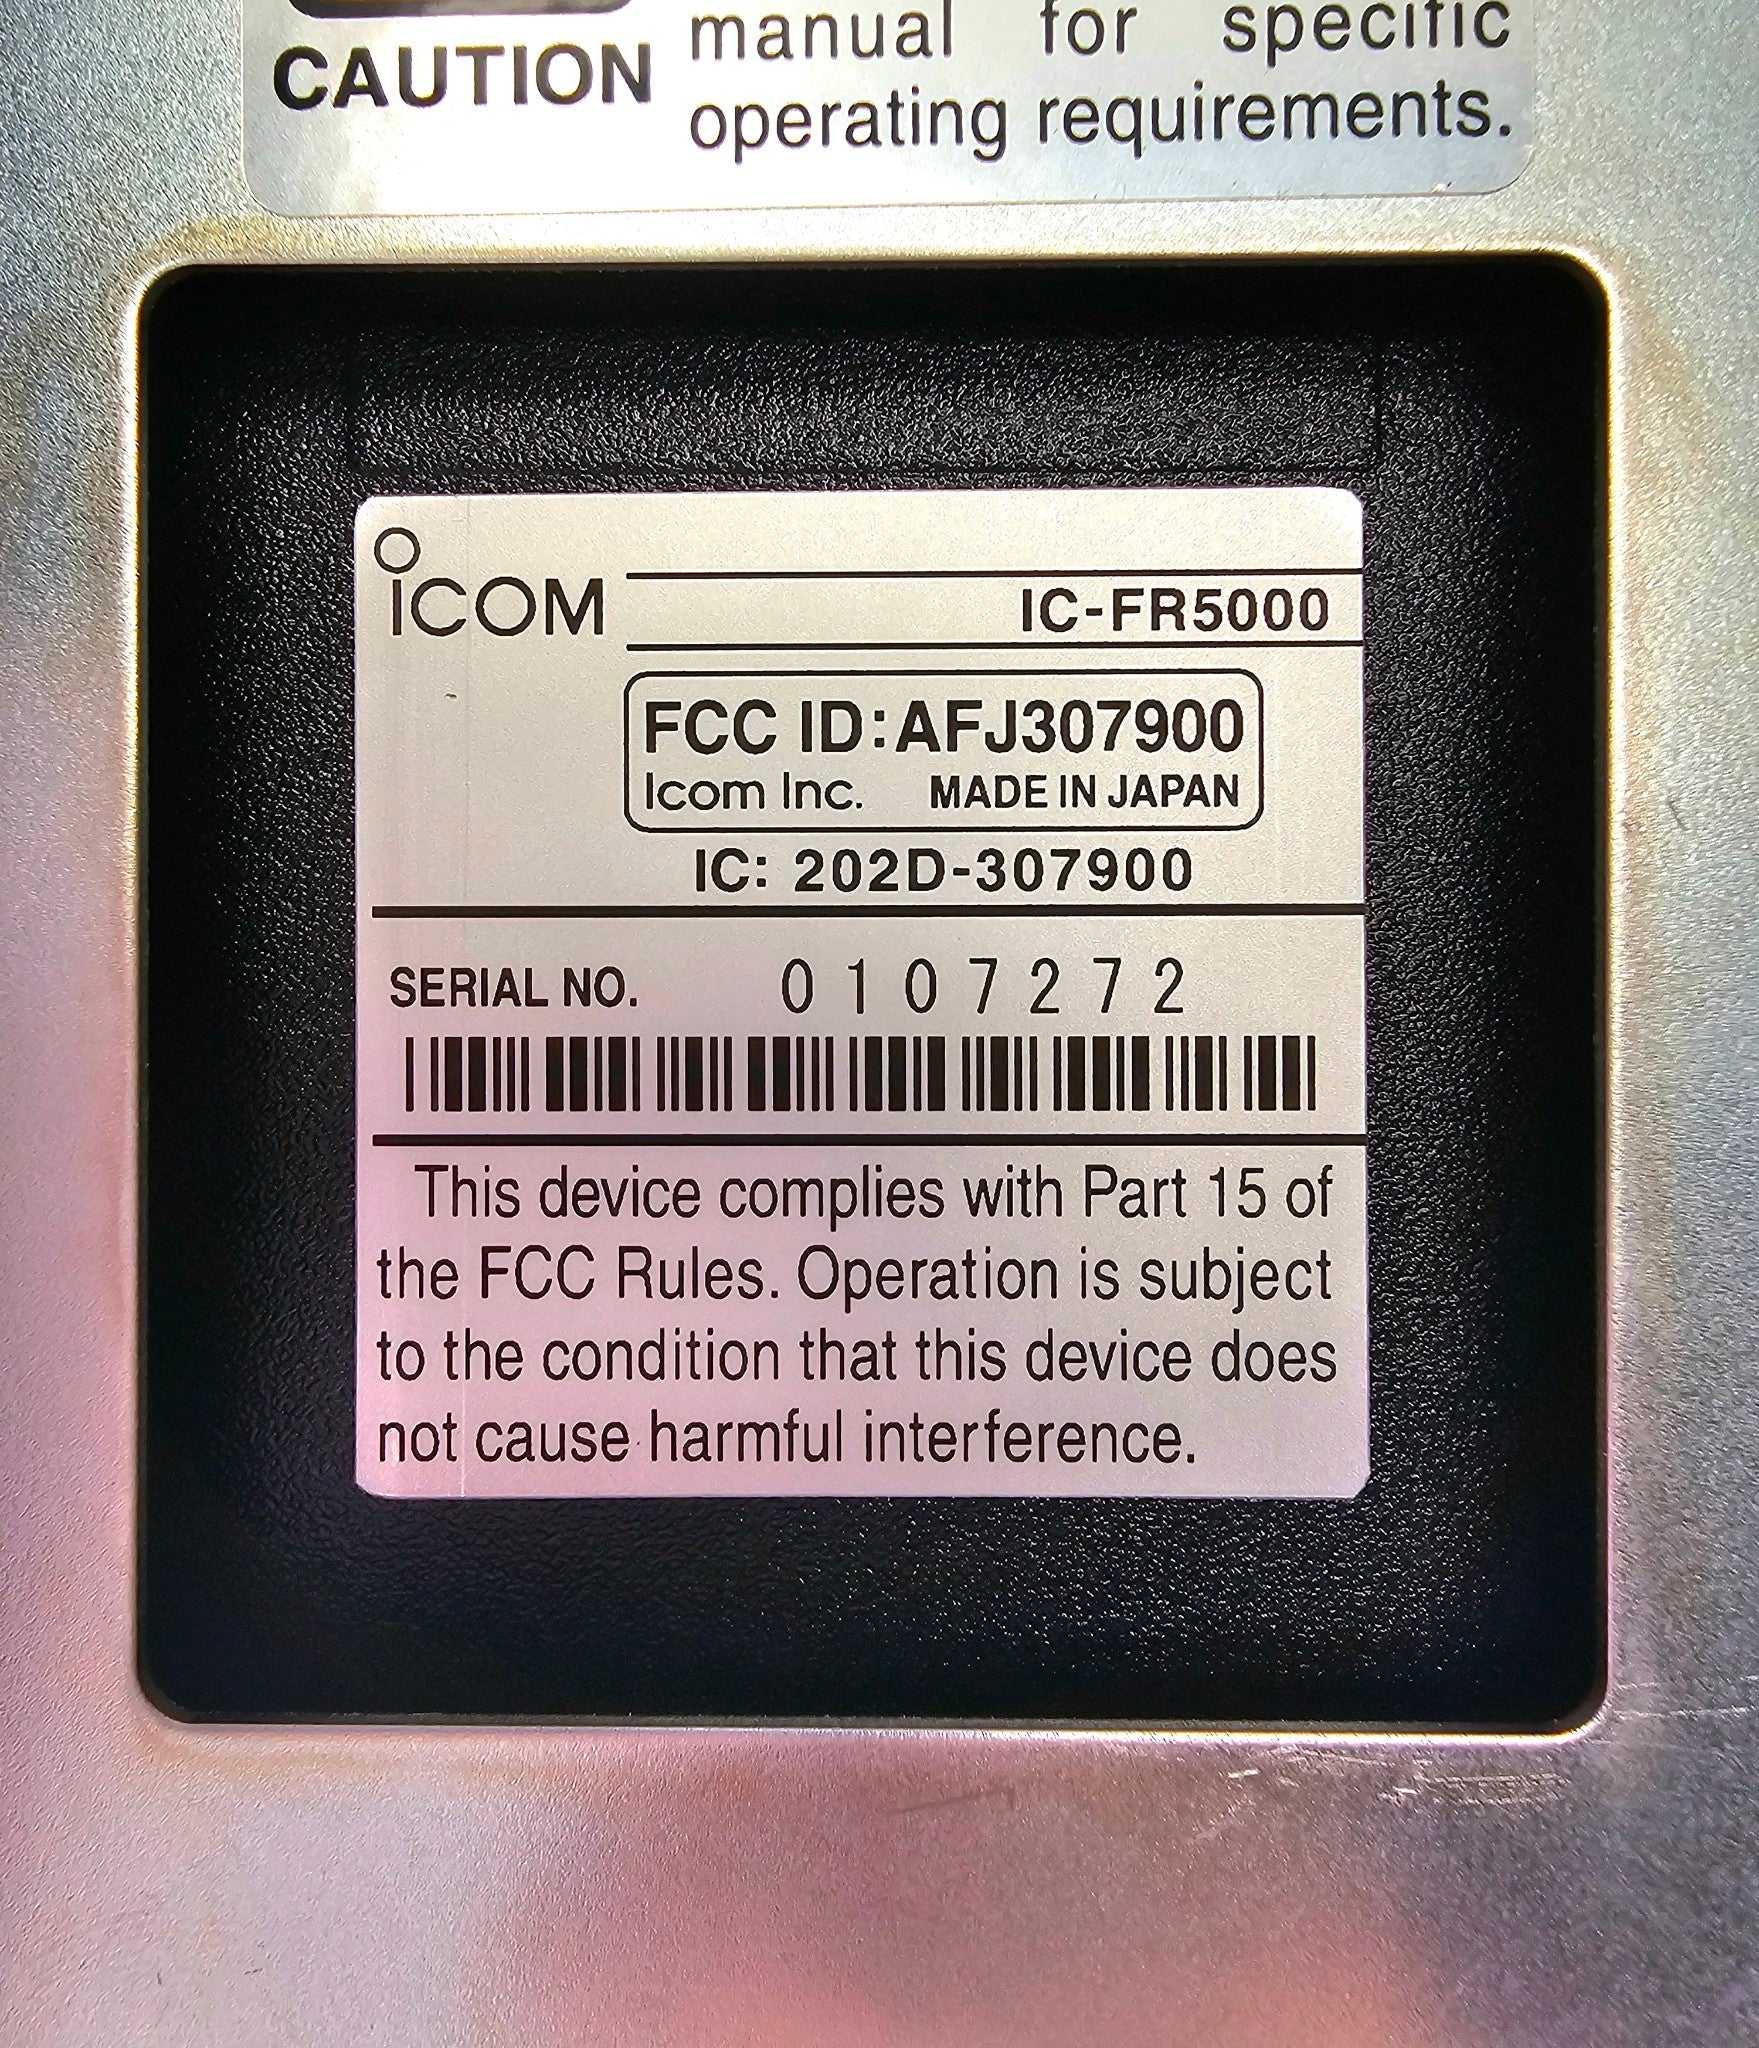 manual for specific
CAUTION
operating requirements.
iCOM
IC-FR5000
FCC ID:AFJ307900
Icom Inc. MADE IN JAPAN
IC: 202D-307900
SERIAL NO. 0107272
This device complies with Part 15 of
the FCC Rules. Operation is subject
to the condition that this device does
not cause harmful interference.